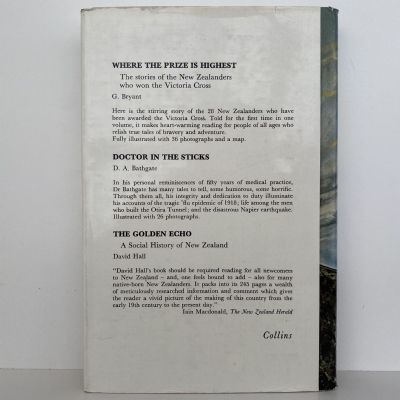 WHERE THE PRIZE IS HIGHEST
The stories of the New Zealanders
who won the Victoria Cross
G. Bryant
Here is the stirring story of the 28 New Zealanders who have
been awarded the Victoria Cross. Told for the first time in one
volume, it makes heart-warming reading for people of all ages who
relish true tales of bravery and adventure.
Fully illustrated with 36 photographs and a map.
DOCTOR IN THE STICKS
D. A. Bathgate
In his personal reminiscences of fifty years of medical practice,
Dr Bathgate has many tales to tell, some humorous, some horrific.
Through them all, his integrity and dedication to duty illuminate
his accounts of the tragic 'flu epidemic of 1918; life among the men
who built the Otira Tunnel; and the disastrous Napier earthquake.
Illustrated with 26 photographs.
THE GOLDEN ECHO
A Social History of New Zealand
David Hall
"David Hall's book should be required reading for all newcomers
to New Zealand – and, one feels bound to add – also for many
native-born New Zealanders. It packs into its 245 pages a wealth
of meticulously researched information and comment which gives
the reader a vivid picture of the making of this country from the
early 19th century to the present day."
Iain Macdonald, The New Zealand Herald
Collins